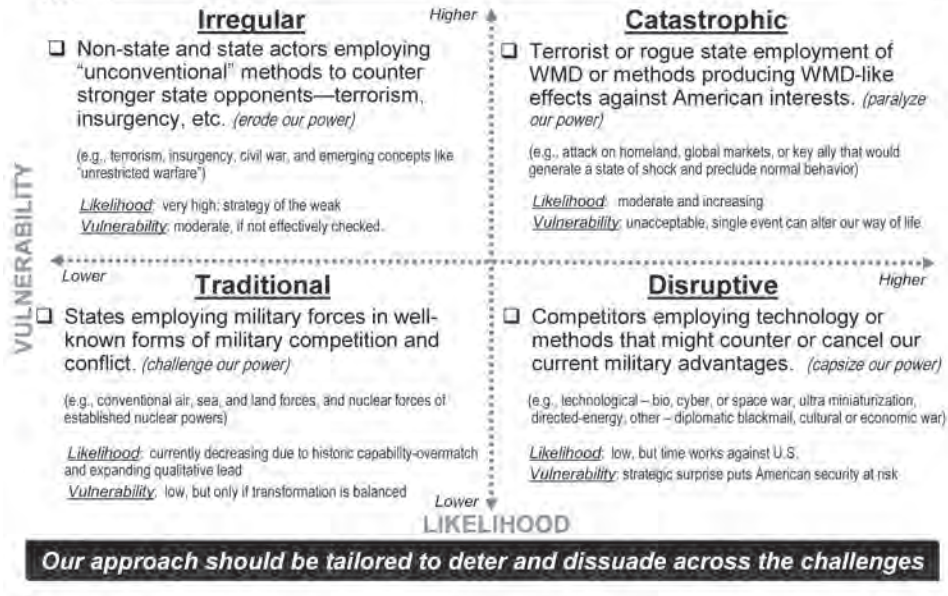 Irregular
❑ Non-state and state actors employing
"unconventional" methods to counter
stronger state opponents—terrorism,
insurgency, etc. (erode our power)
(e.g., terrorism, insurgency, civil war, and emerging concepts like
"unrestricted warfare")
Likelihood: very high; strategy of the weak
Vulnerability: moderate, if not effectively checked.
Higher
Catastrophic
❑ Terrorist or rogue state employment of
WMD or methods producing WMD-like
effects against American interests. (paralyze
our power)
(e.g., attack on homeland, global markets, or key ally that would
generate a state of shock and preclude normal behavior)
Likelihood: moderate and increasing
Vulnerability: unacceptable, single event can alter our way of life
VULNERABILITY
Lower
Higher
Traditional
❑ States employing military forces in well-
known forms of military competition and
conflict. (challenge our power)
(e.g., conventional air, sea, and land forces, and nuclear forces of
established nuclear powers)
Likelihood: currently decreasing due to historic capability-overmatch
and expanding qualitative lead
Vulnerability: low, but only if transformation is balanced
Disruptive
❑ Competitors employing technology or
methods that might counter or cancel our
current military advantages. (capsize our power)
(e.g., technological – bio, cyber, or space war, ultra miniaturization,
directed-energy, other – diplomatic blackmail, cultural or economic war)
Likelihood: low, but time works against U.S.
Vulnerability: strategic surprise puts American security at risk
Lower
LIKELIHOOD
Our approach should be tailored to deter and dissuade across the challenges